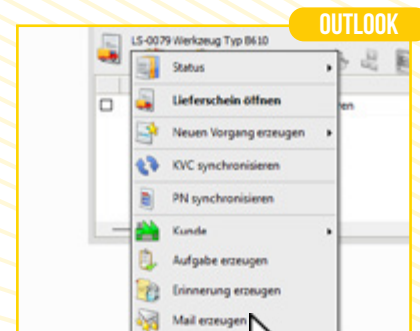 OUTLOOK
LS-0079 Werkzeug Typ B610
Status
Lieferschein öffnen
en
Neuen Vorgang erzeugen
KVC synchronisieren
PN synchronisieren
Kunde
Aufgabe erzeugen
Erinnerung erzeugen
Mail erzeugen